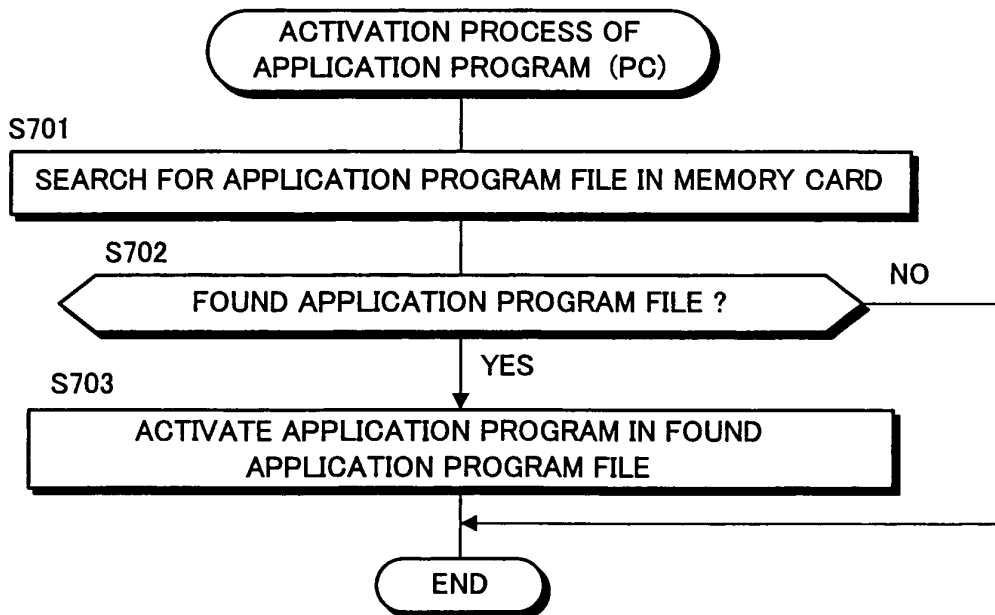 ACTIVATION PROCESS OF
APPLICATION PROGRAM (PC)
S701
SEARCH FOR APPLICATION PROGRAM FILE IN MEMORY CARD
S702
NO
FOUND APPLICATION PROGRAM FILE ?
YES
S703
ACTIVATE APPLICATION PROGRAM IN FOUND
APPLICATION PROGRAM FILE
END